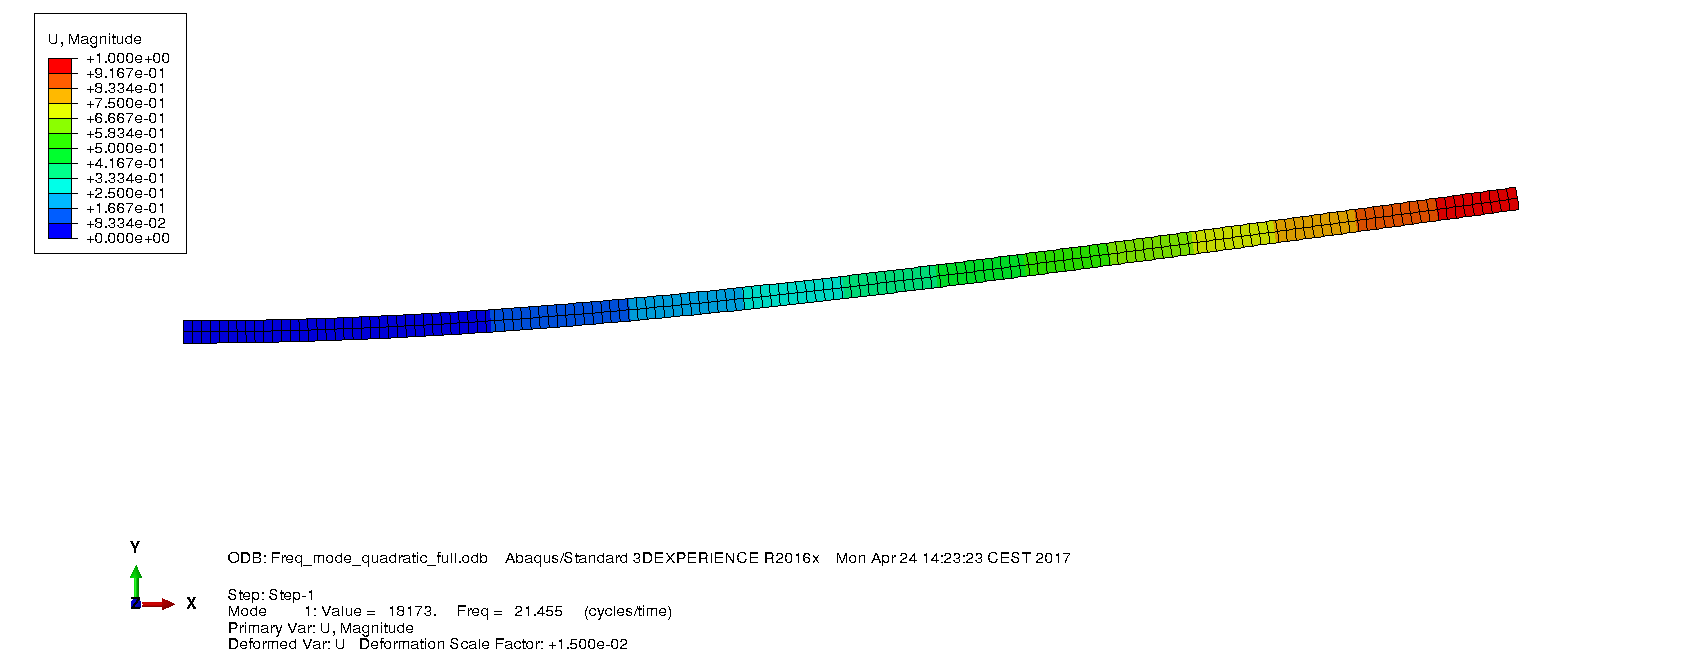 U, Magnitude
+1.000e+00
+9.167e-01
+8.334e-01
+7.500e-01
+6.667e-01
+5.834e-01
+5.000e-01
+4.167e-01
+3.334e-01
+2.500e-01
+1.667e-01
+8.334e-02
+0.000e+00
Y
X
ODB: Freq_mode_quadratic_full.odb Abaqus/Standard 3DEXPERIENCE R2016x Mon Apr 24 14:23:23 CEST 2017
Step: Step-1
Mode 1: Value = 18173. Freq = 21.455 (cycles/time)
Primary Var: U, Magnitude
Deformed Var: U Deformation Scale Factor: +1.500e-02